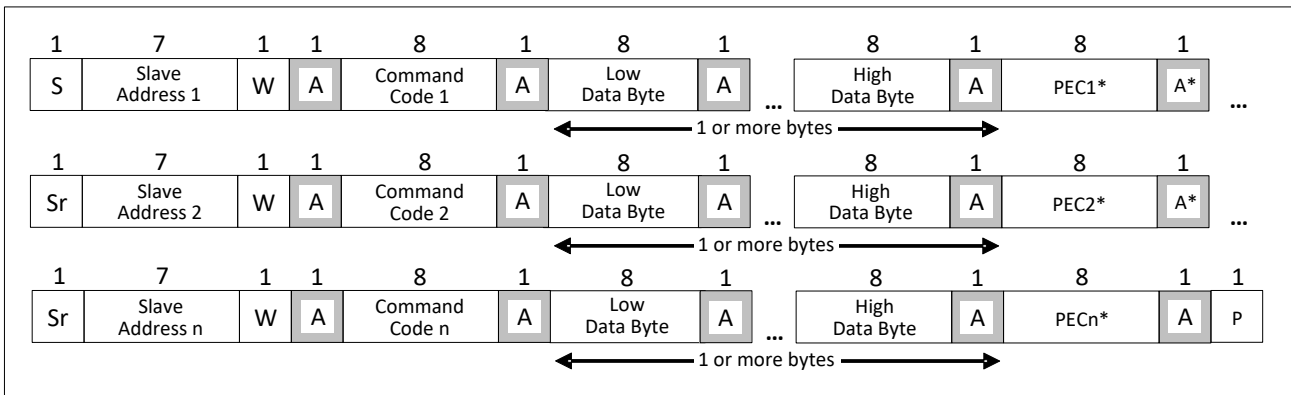 1 7 1 1 8 1 8 1 8 1 8 1
S Slave Address 1 W A Command Code 1 A Low Data Byte A ... High Data Byte A PEC1* A* ...
1 or more bytes
1 7 1 1 8 1 8 1 8 1 8 1
Sr Slave Address 2 W A Command Code 2 A Low Data Byte A ... High Data Byte A PEC2* A* ...
1 or more bytes
1 7 1 1 8 1 8 1 8 1 8 1 1
Sr Slave Address n W A Command Code n A Low Data Byte A ... High Data Byte A PECn* A P
1 or more bytes